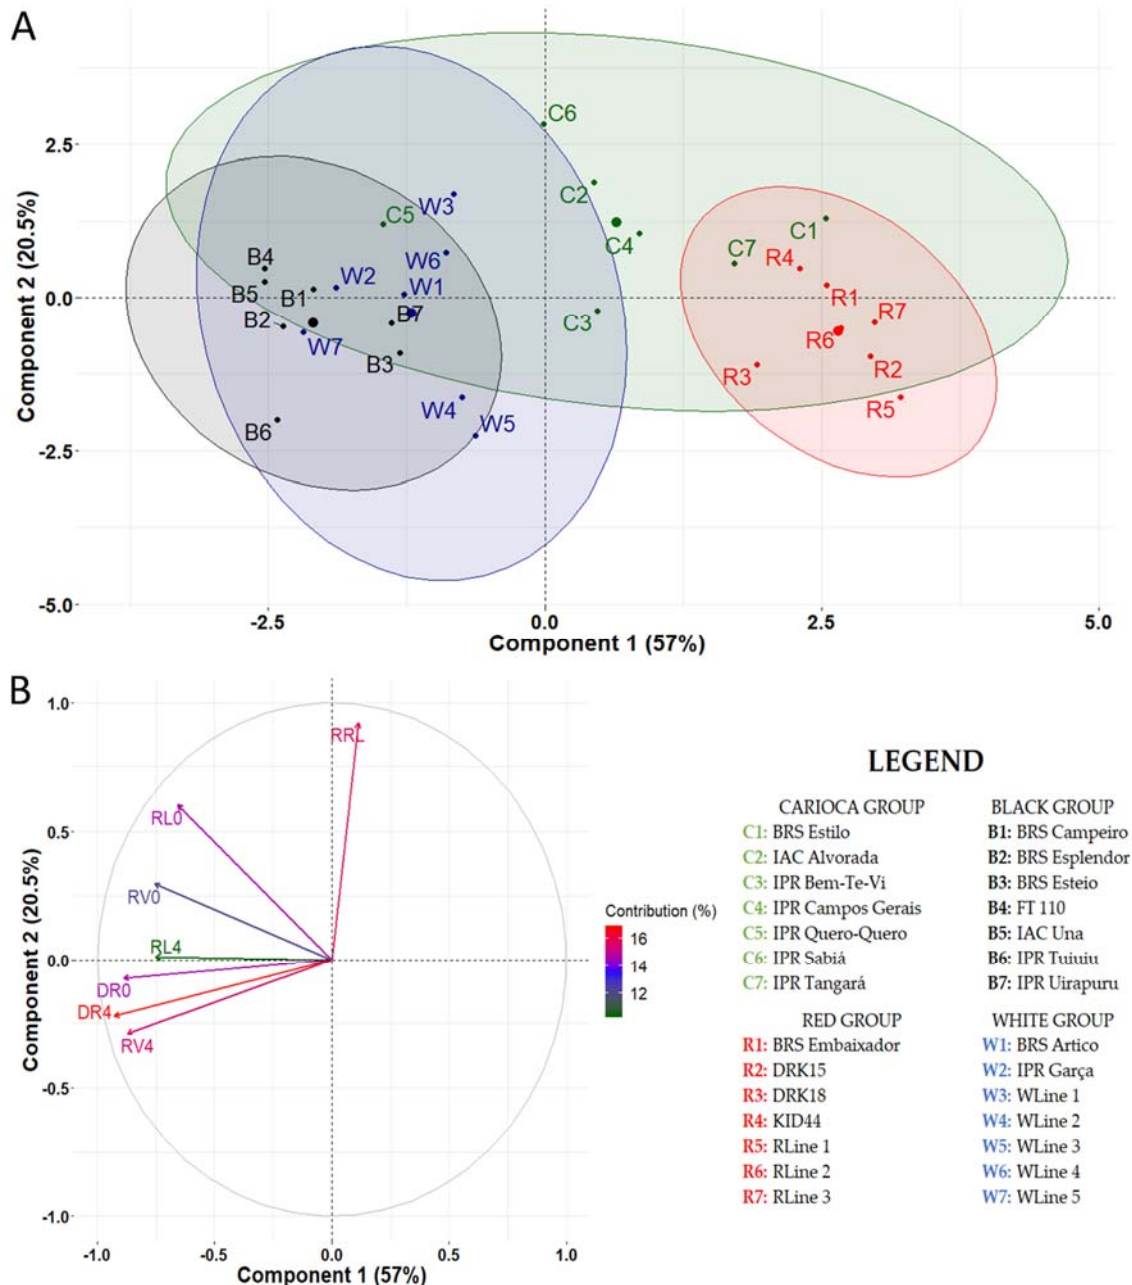 A
Component 2 (20.5%)
2.5
0.0
-2.5
-5.0
C6
C2
C5
W3
C4
C1
C7
R4
W6
B4
W2
B5
B1
W1
R1
B7
C3
R7
B2
W7
R6
B3
R3
R2
W4
R5
B6
W5
-2.5
0.0
2.5
5.0
Component 1 (57%)
B
Component 2 (20.5%)
1.0
0.5
0.0
-0.5
-1.0
RRL
RL0
RV0
RL4
DR0
DR4
RV4
-1.0
-0.5
0.0
0.5
1.0
Component 1 (57%)
Contribution (%)
16
14
12
LEGEND
CARIOCA GROUP
C1: BRS Estilo
C2: IAC Alvorada
C3: IPR Bem-Te-Vi
C4: IPR Campos Gerais
C5: IPR Quero-Quero
C6: IPR Sabiá
C7: IPR Tangará
BLACK GROUP
B1: BRS Campeiro
B2: BRS Esplendor
B3: BRS Esteio
B4: FT 110
B5: IAC Una
B6: IPR Tuiuiu
B7: IPR Uirapuru
RED GROUP
R1: BRS Embaixador
R2: DRK15
R3: DRK18
R4: KID44
R5: RLine 1
R6: RLine 2
R7: RLine 3
WHITE GROUP
W1: BRS Artico
W2: IPR Garça
W3: WLine 1
W4: WLine 2
W5: WLine 3
W6: WLine 4
W7: WLine 5